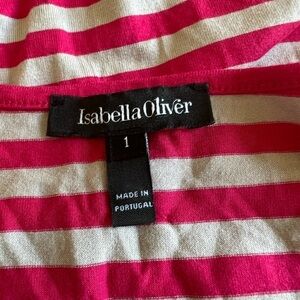 Isabella Oliver
1
MADE IN
PORTUGAL